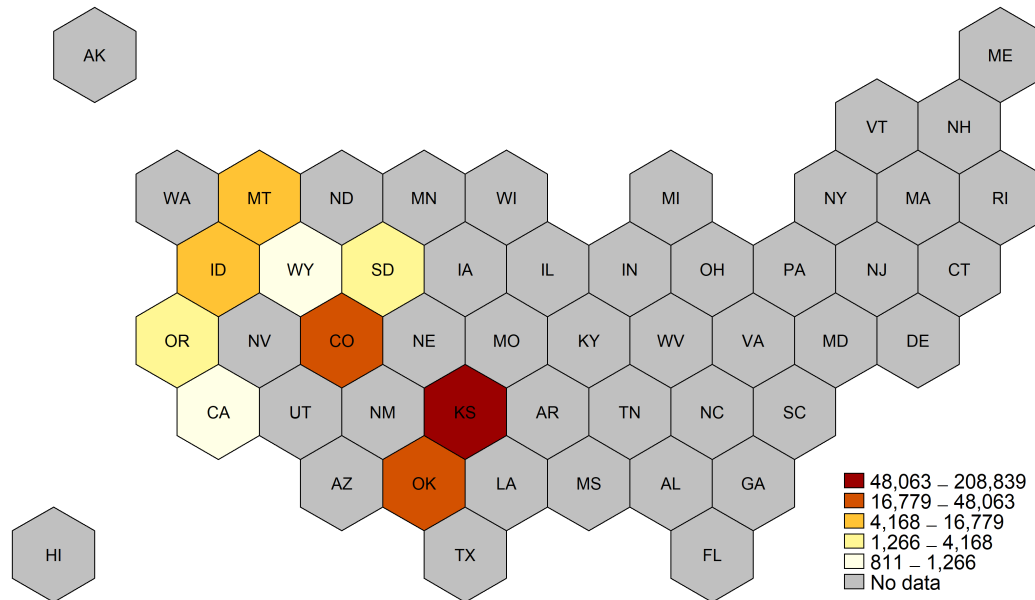 AK
ME
VT NH
WA MT ND MN WI MI NY MA RI
ID WY SD IA IL IN OH PA NJ CT
OR NV CO NE MO KY WV VA MD DE
CA UT NM KS AR TN NC SC
AZ OK LA MS AL GA
HI TX FL
48,063 – 208,839
16,779 – 48,063
4,168 – 16,779
1,266 – 4,168
811 – 1,266
No data